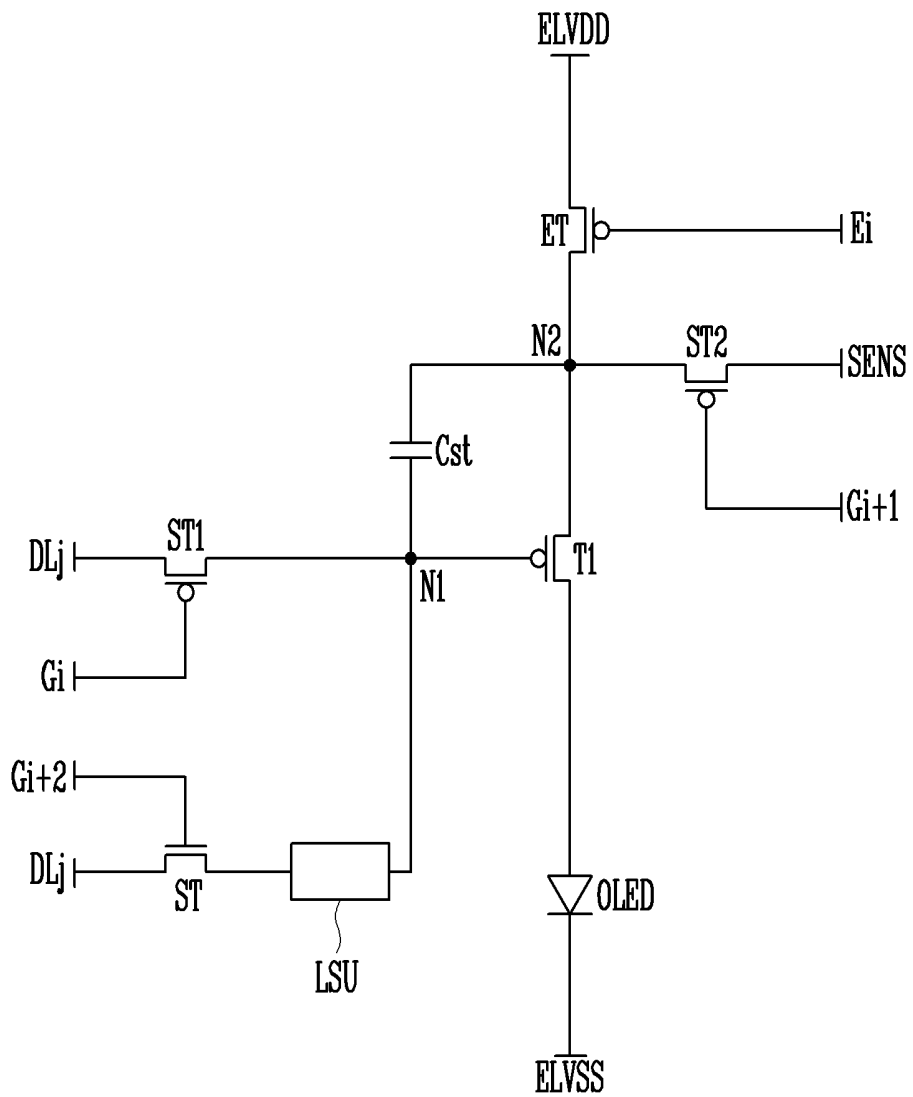 ELVDD
ET
Ei
N2
ST2
SENS
Cst
Gi+1
DLj
ST1
T1
N1
Gi
Gi+2
DLj
ST
OLED
LSU
ELVSS